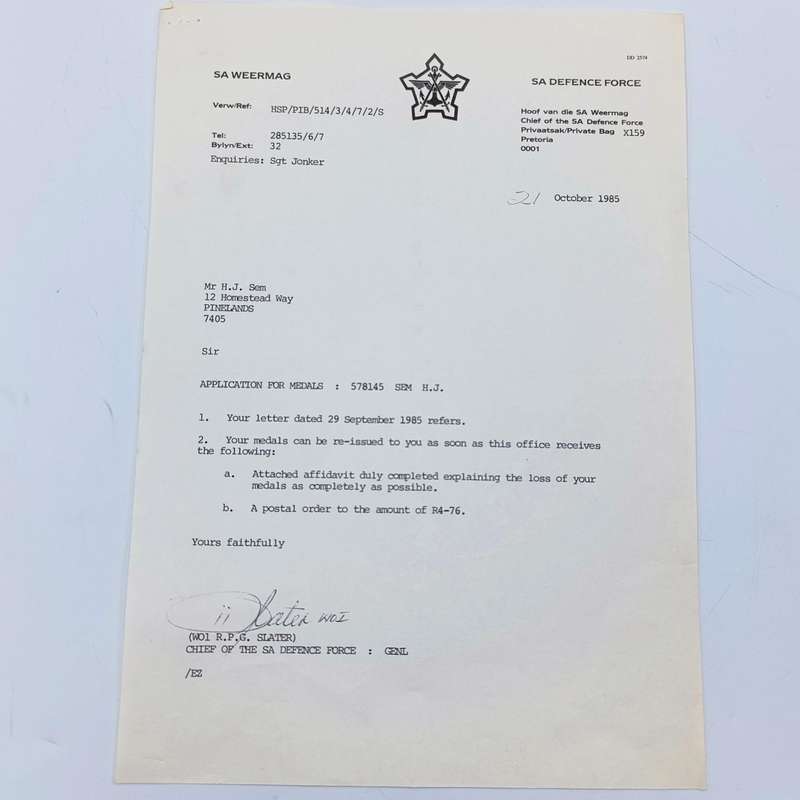 DD 2574
SA WEERMAG
SA DEFENCE FORCE
Verw/Ref: HSP/PIB/514/3/4/7/2/S
Tel: 285135/6/7
Bylyn/Ext: 32
Enquiries: Sgt Jonker
Hoof van die SA Weermag
Chief of the SA Defence Force
Privaatsak/Private Bag X159
Pretoria
0001
21 October 1985
Mr H.J. Sem
12 Homestead Way
PINELANDS
7405
Sir
APPLICATION FOR MEDALS : 578145 SEM H.J.
1. Your letter dated 29 September 1985 refers.
2. Your medals can be re-issued to you as soon as this office receives
the following:
a. Attached affidavit duly completed explaining the loss of your
medals as completely as possible.
b. A postal order to the amount of R4-76.
Yours faithfully
Slater WOI
(WO1 R.P.G. SLATER)
CHIEF OF THE SA DEFENCE FORCE : GENL
/EZ